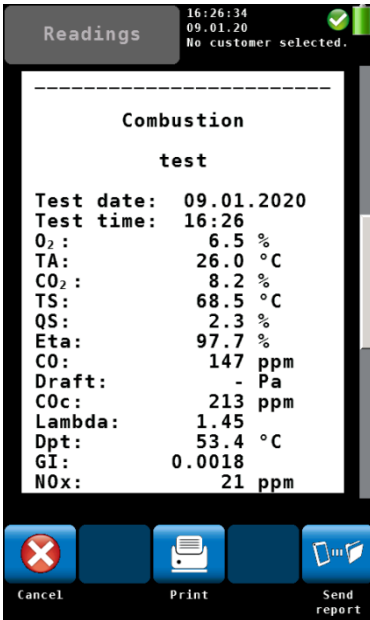 Readings
16:26:34
09.01.20
No customer selected.
------------------------
Combustion
test
Test date: 09.01.2020
Test time: 16:26
O₂: 6.5 %
TA: 26.0 °C
CO₂: 8.2 %
TS: 68.5 °C
QS: 2.3 %
Eta: 97.7 %
CO: 147 ppm
Draft: - Pa
COc: 213 ppm
Lambda: 1.45
Dpt: 53.4 °C
GI: 0.0018
NOx: 21 ppm
Cancel
Print
Send
report